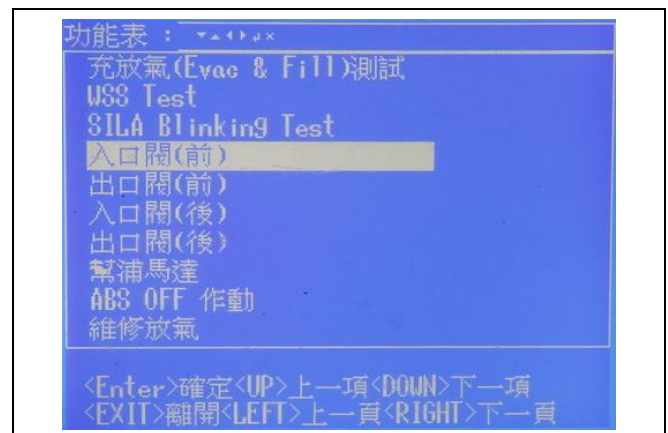 功能表 : ▼▲◀▶↲×
充放氣(Evac & Fill)測試
WSS Test
SILA Blinking Test
入口閥(前)
出口閥(前)
入口閥(後)
出口閥(後)
幫浦馬達
ABS OFF 作動
維修放氣
<Enter>確定<UP>上一項<DOWN>下一項
<EXIT>離開<LEFT>上一頁<RIGHT>下一頁